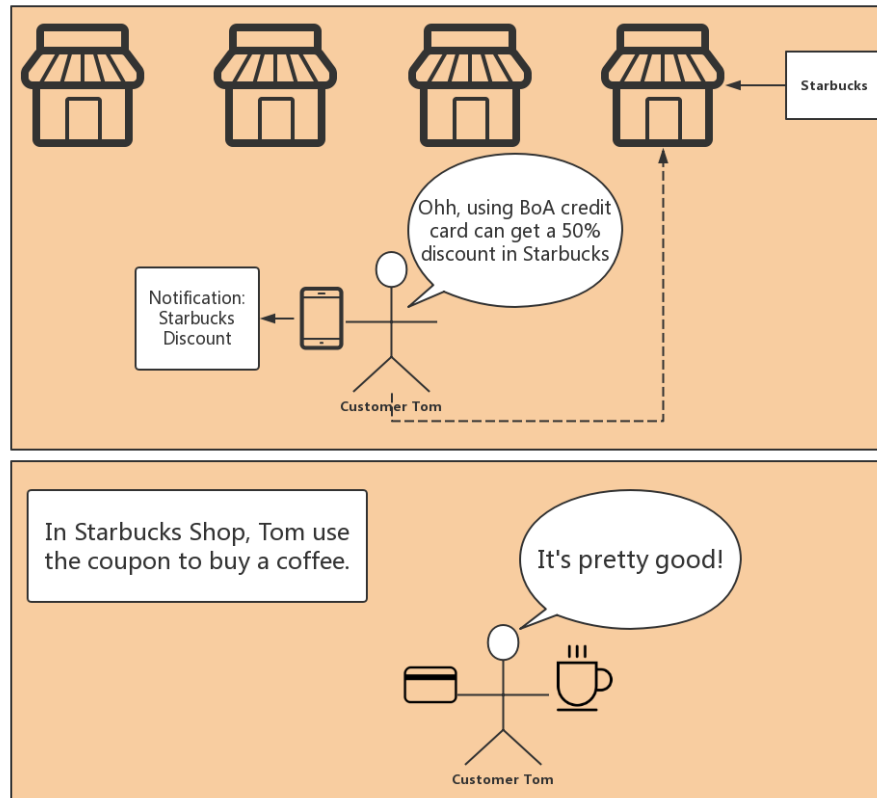 Starbucks
Ohh, using BoA credit
card can get a 50%
discount in Starbucks
Notification:
Starbucks
Discount
Customer Tom
In Starbucks Shop, Tom use
the coupon to buy a coffee.
It's pretty good!
Customer Tom